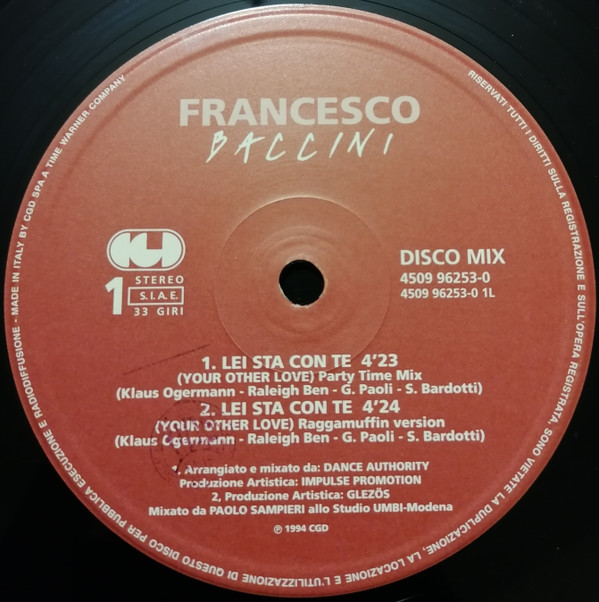 FRANCESCO
BACCINI
DISCO MIX
4509 96253-0
4509 96253-0 1L
CGD
1
STEREO
S.I.A.E.
33 GIRI
1. LEI STA CON TE 4'23
(YOUR OTHER LOVE) Party Time Mix
(Klaus Ogermann - Raleigh Ben - G. Paoli - S. Bardotti)
2. LEI STA CON TE 4'24
(YOUR OTHER LOVE) Raggamuffin version
(Klaus Ogermann - Raleigh Ben - G. Paoli - S. Bardotti)
1, Arrangiato e mixato da: DANCE AUTHORITY
Produzione Artistica: IMPULSE PROMOTION
2, Produzione Artistica: GLEZÖS
Mixato da PAOLO SAMPIERI allo Studio UMBI-Modena
℗ 1994 CGD
RISERVATI TUTTI I DIRITTI SULLA REGISTRAZIONE E SULL'OPERA REGISTRATA. SONO VIETATE LA DUPLICAZIONE, LA LOCAZIONE E L'UTILIZZAZIONE DI QUESTO DISCO PER PUBBLICA ESECUZIONE E RADIODIFFUSIONE - MADE IN ITALY BY CGD SPA A TIME WARNER COMPANY